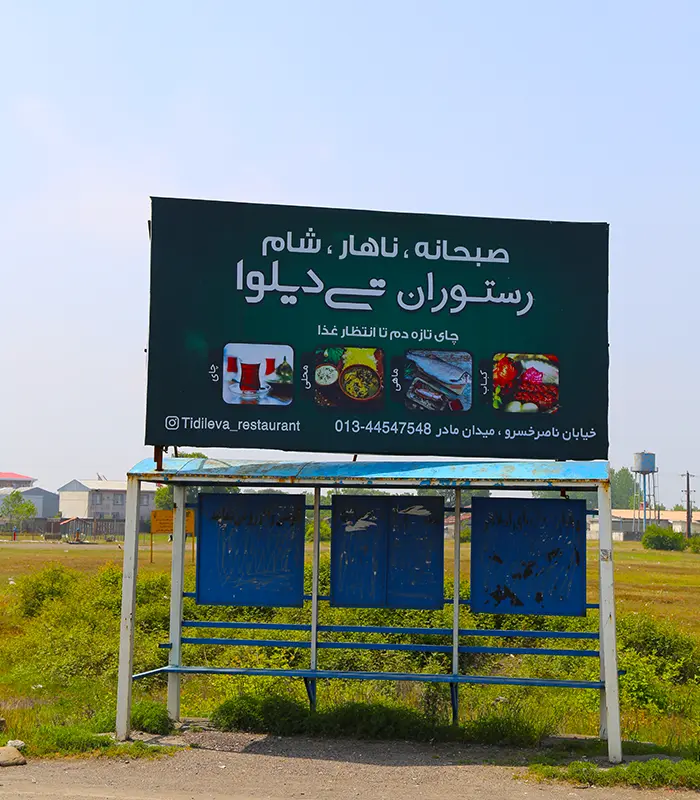 صبحانه ، ناهار ، شام
رستوران تی دیلوا
چای تازه دم تا انتظار غذا
کباب
ماهی
محلی
چای
خیابان ناصرخسرو ، میدان مادر
013-44547548
Tidileva_restaurant